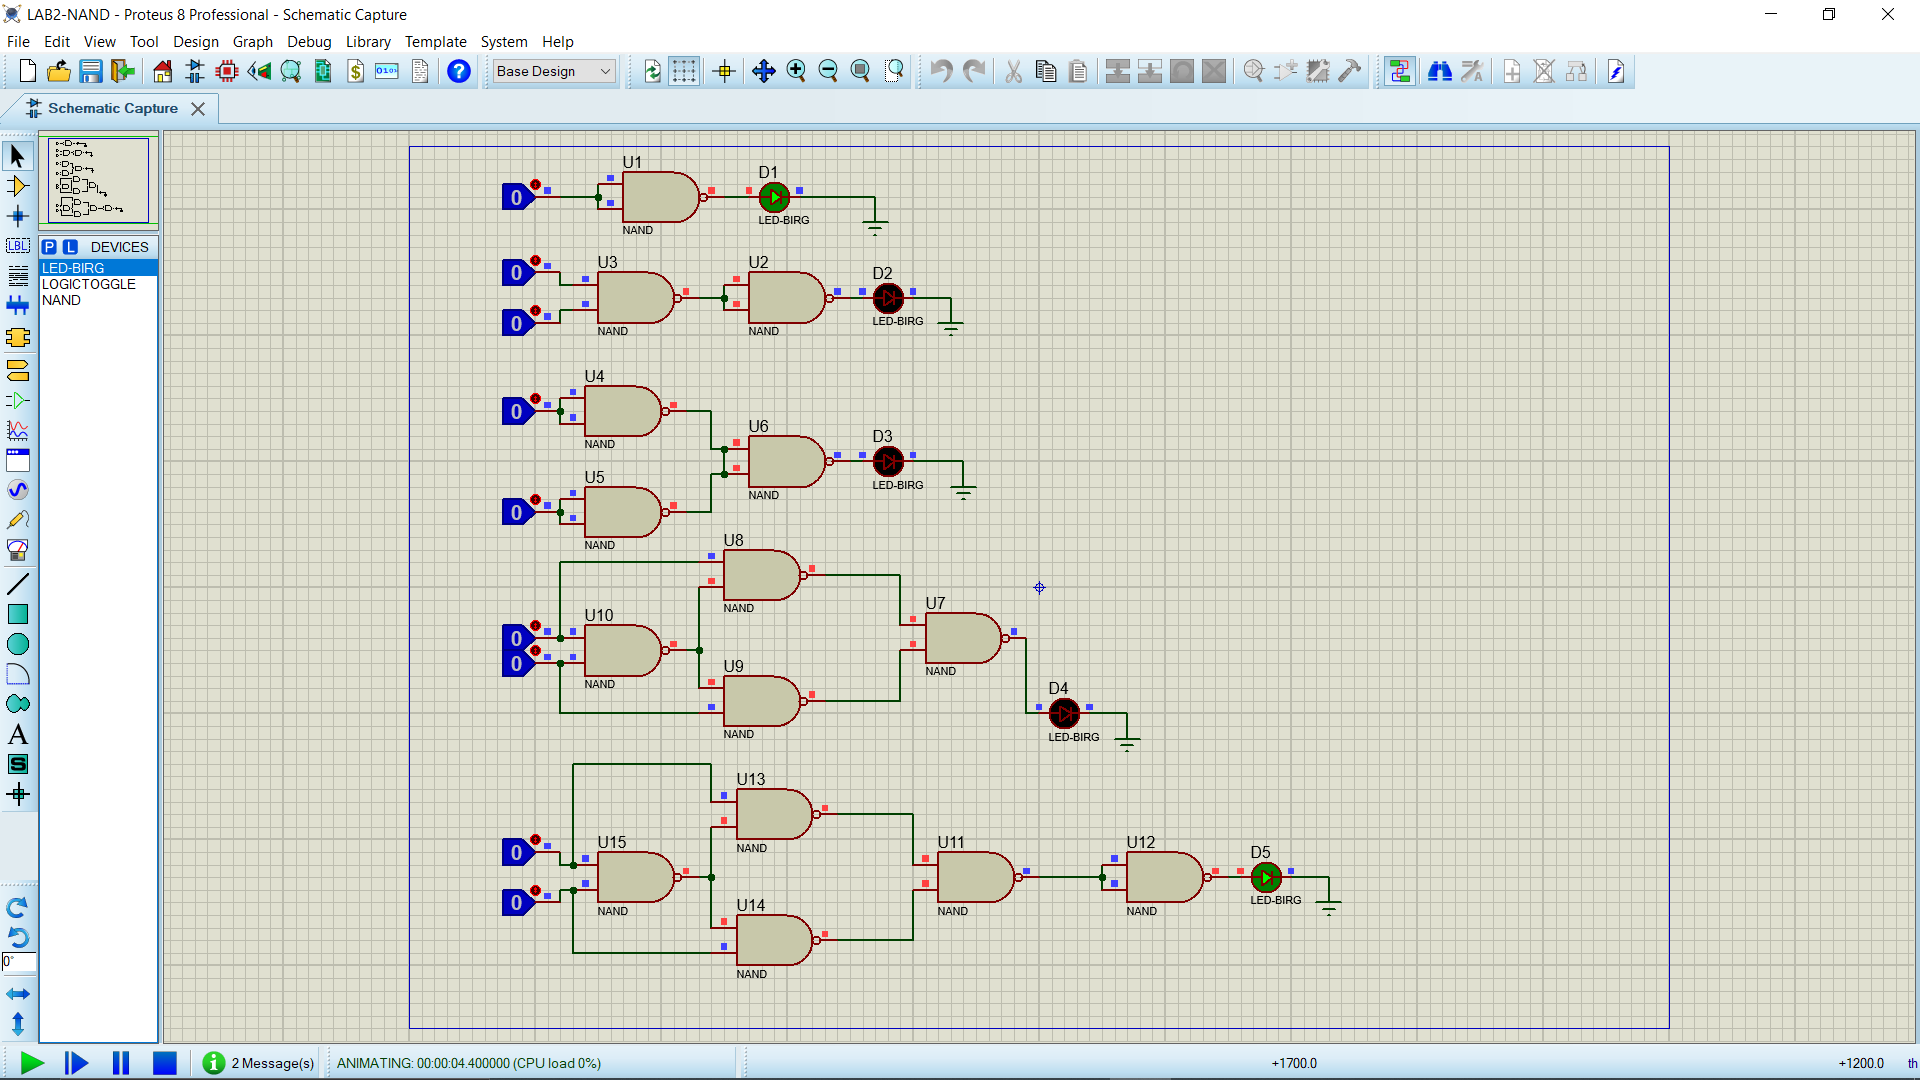 LAB2-NAND - Proteus 8 Professional - Schematic Capture
File Edit View Tool Design Graph Debug Library Template System Help
Base Design
Schematic Capture
P L DEVICES
LED-BIRG
LOGICTOGGLE
NAND
LBL
A
S
0°
U1
0
NAND
D1
LED-BIRG
0
0
U3
NAND
U2
NAND
D2
LED-BIRG
U4
0
NAND
U5
0
NAND
U6
NAND
D3
LED-BIRG
U8
NAND
U10
0
0
NAND
U9
NAND
U7
NAND
D4
LED-BIRG
U13
NAND
0
0
U15
NAND
U14
NAND
U11
NAND
U12
NAND
D5
LED-BIRG
2 Message(s)
ANIMATING: 00:00:04.400000 (CPU load 0%)
+1700.0
+1200.0
th